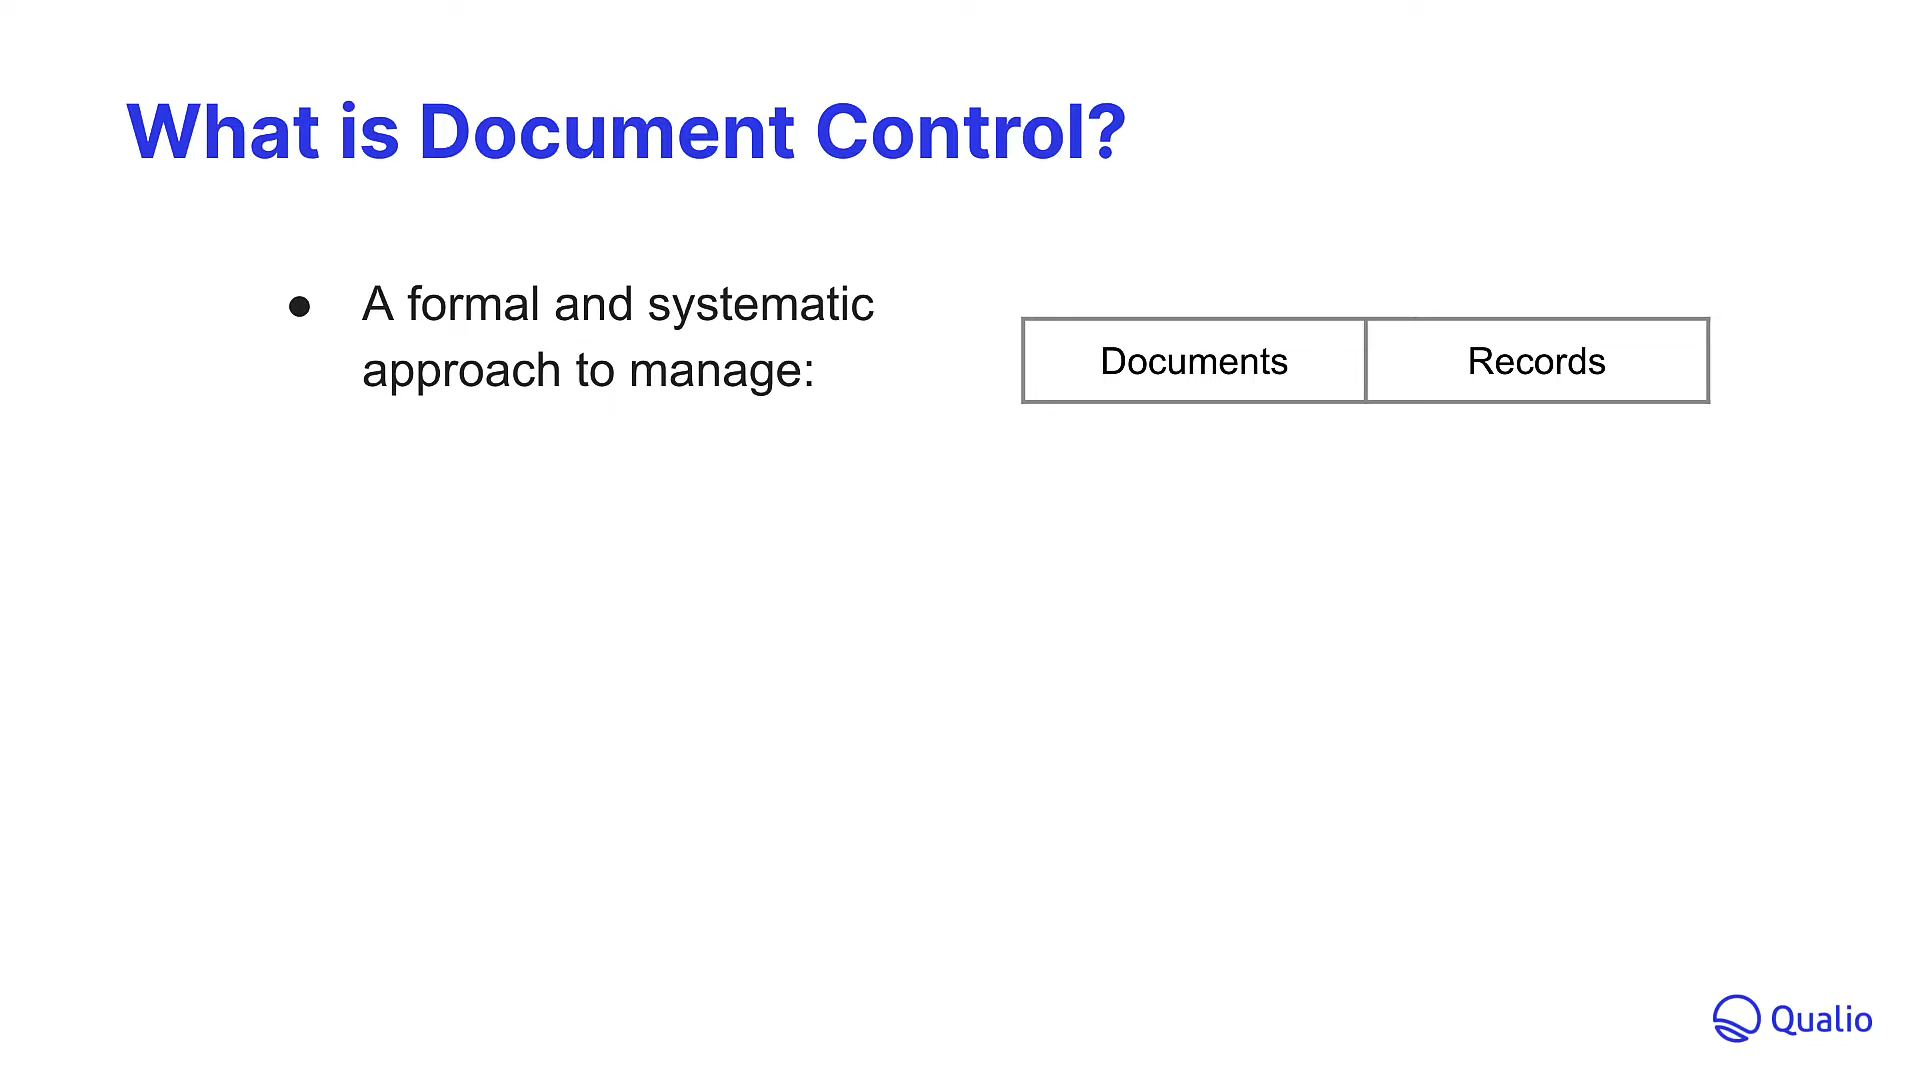 What is Document Control?
● A formal and systematic
approach to manage:
Documents Records
Qualio